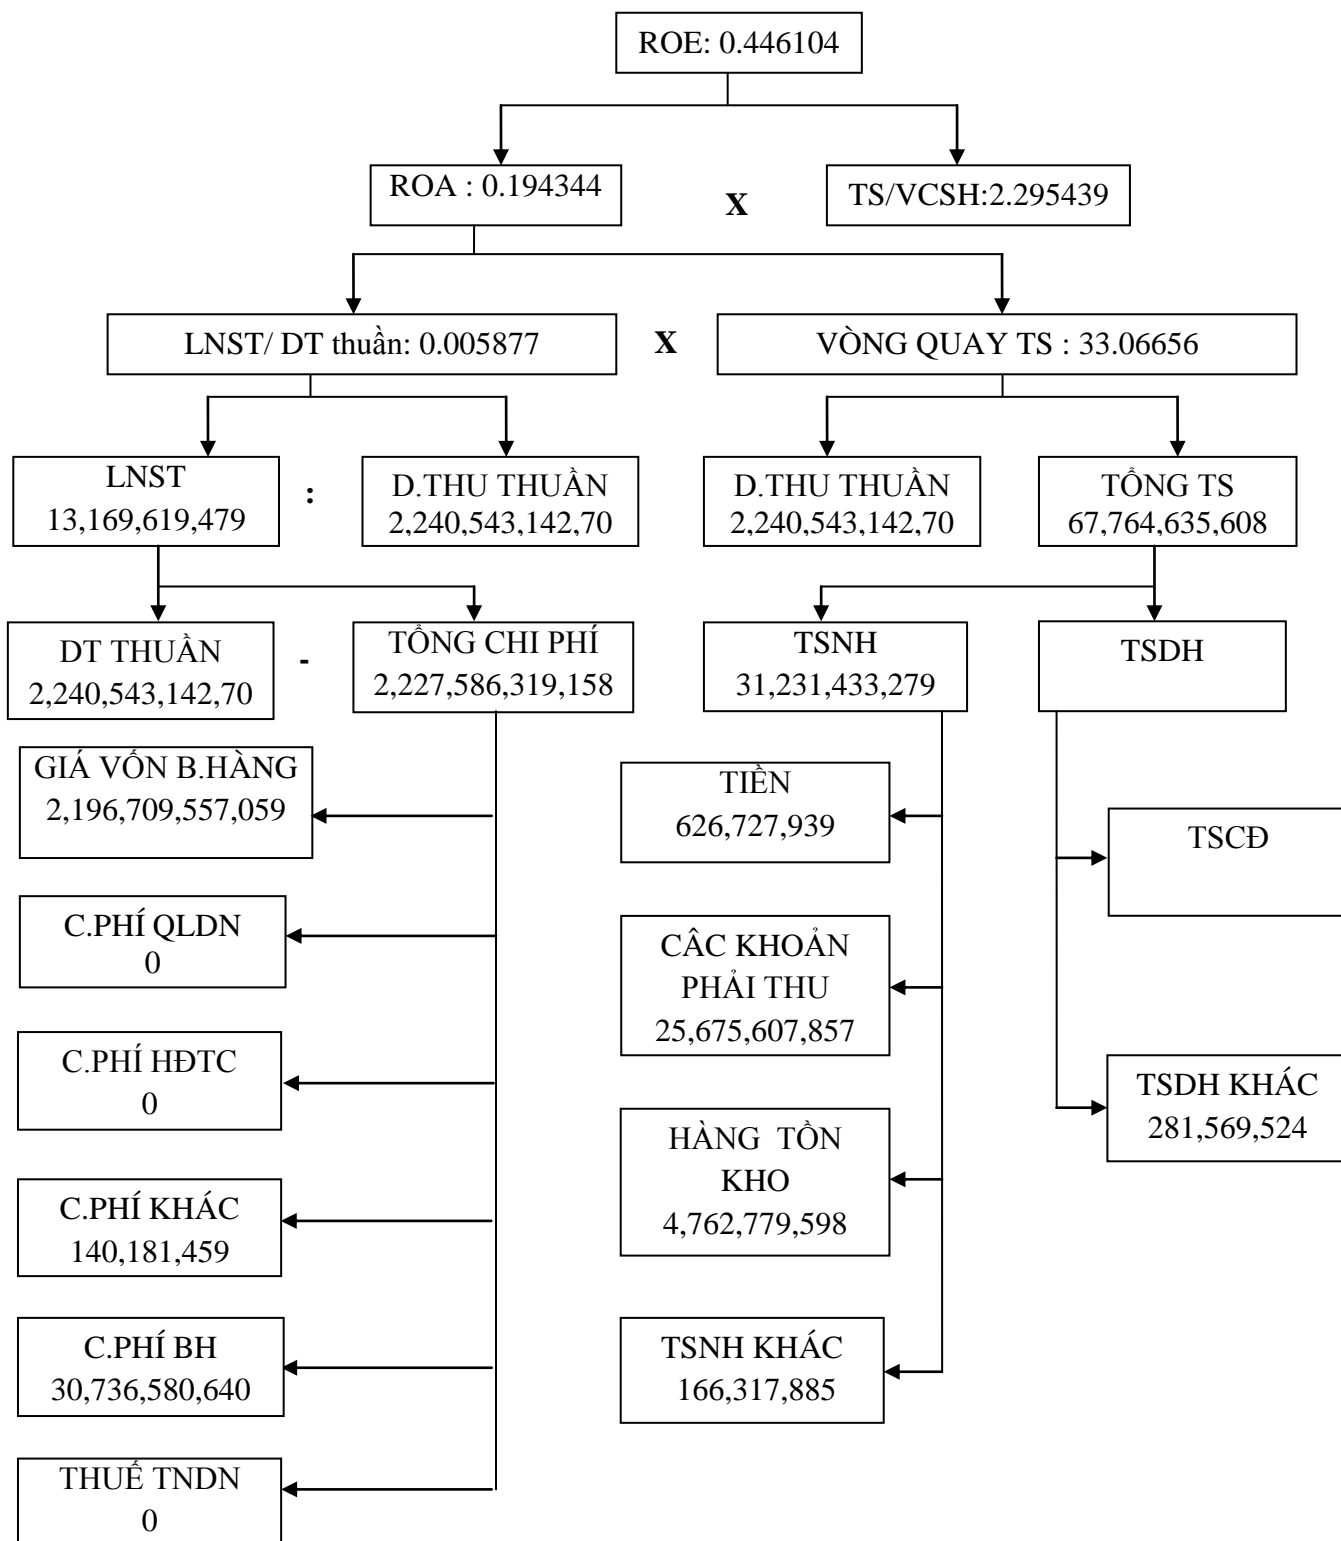 ROE: 0.446104
ROA : 0.194344
X
TS/VCSH:2.295439
LNST/ DT thuần: 0.005877
X
VÒNG QUAY TS : 33.06656
LNST
13,169,619,479
:
D.THU THUẦN
2,240,543,142,70
D.THU THUẦN
2,240,543,142,70
TỔNG TS
67,764,635,608
DT THUẦN
2,240,543,142,70
-
TỔNG CHI PHÍ
2,227,586,319,158
TSNH
31,231,433,279
TSDH
GIÁ VỐN B.HÀNG
2,196,709,557,059
TIỀN
626,727,939
TSCĐ
C.PHÍ QLDN
0
CÂC KHOẢN
PHẢI THU
25,675,607,857
C.PHÍ HĐTC
0
TSDH KHÁC
281,569,524
HÀNG TỒN
KHO
4,762,779,598
C.PHÍ KHÁC
140,181,459
C.PHÍ BH
30,736,580,640
TSNH KHÁC
166,317,885
THUẾ TNDN
0